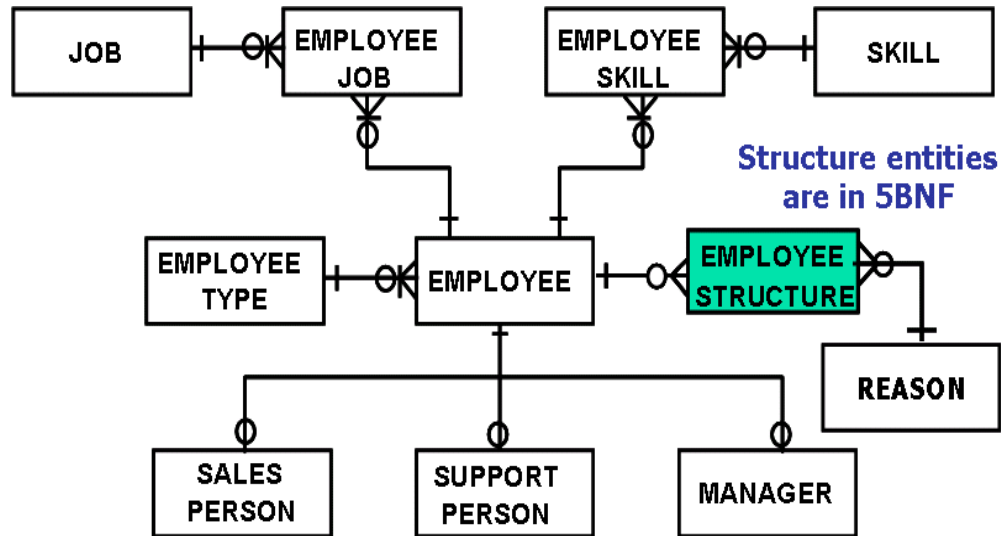 JOB
EMPLOYEE
JOB
EMPLOYEE
SKILL
SKILL
Structure entities
are in 5BNF
EMPLOYEE
TYPE
EMPLOYEE
EMPLOYEE
STRUCTURE
REASON
SALES
PERSON
SUPPORT
PERSON
MANAGER